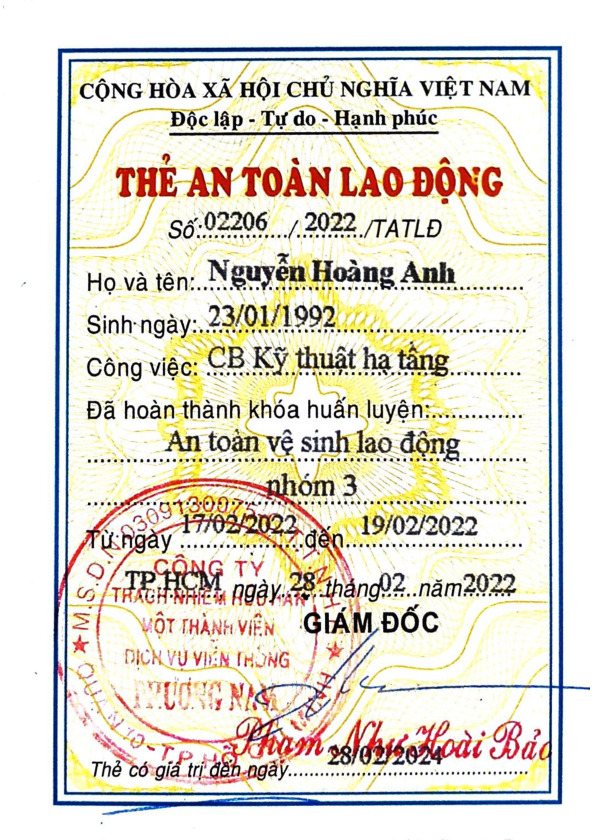 CỘNG HÒA XÃ HỘI CHỦ NGHĨA VIỆT NAM
Độc lập - Tự do - Hạnh phúc
THẺ AN TOÀN LAO ĐỘNG
Số:02206/2022/TATLĐ
Họ và tên: Nguyễn Hoàng Anh
Sinh ngày: 23/01/1992
Công việc: CB Kỹ thuật hạ tầng
Đã hoàn thành khóa huấn luyện:
An toàn vệ sinh lao động
nhóm 3
Từ ngày 17/02/2022 đến 19/02/2022
TP HCM ngày 28 tháng 02 năm 2022
GIÁM ĐỐC
M.S.D.N
CÔNG TY
TRÁCH NHIỆM HỮU HẠN
MỘT THÀNH VIÊN
DỊCH VỤ VIỄN THÔNG
PHƯƠNG NAM
Phạm Như Hoài Bảo
Thẻ có giá trị đến ngày 28/02/2024